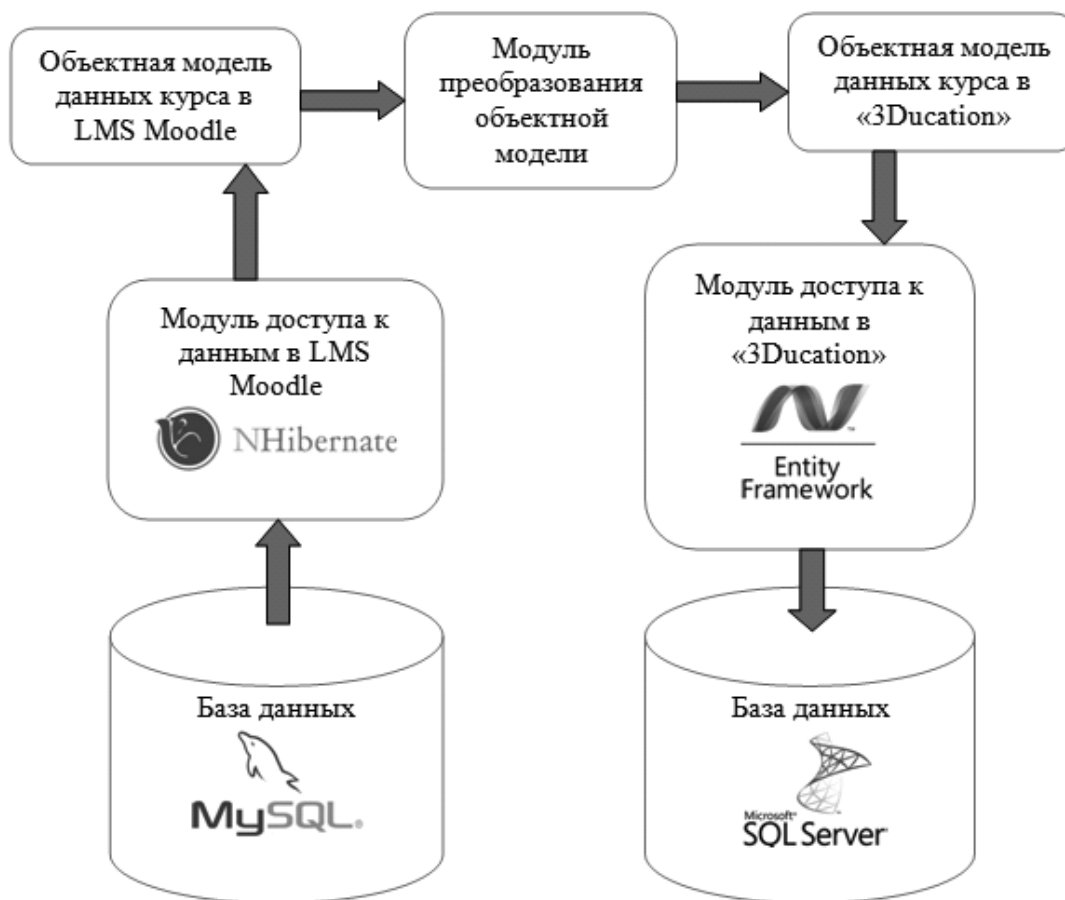 Объектная модель
данных курса в
LMS Moodle
Модуль
преобразования
объектной
модели
Объектная модель
данных курса в
«3Ducation»
Модуль доступа к
данным в LMS
Moodle
NHibernate
Модуль доступа к
данным в
«3Ducation»
Entity
Framework
База данных
MySQL®
База данных
Microsoft®
SQL Server